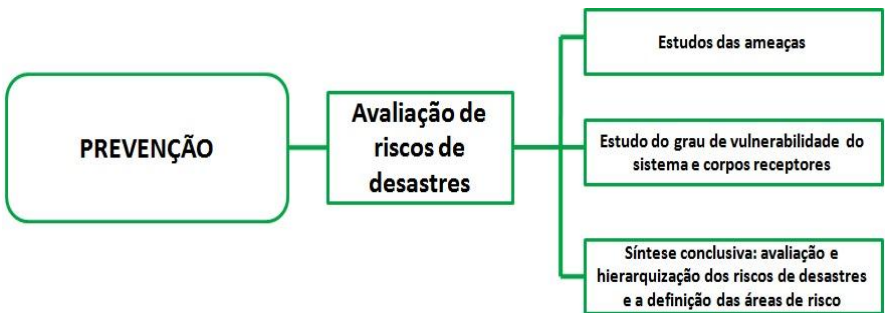 PREVENÇÃO
Avaliação de
riscos de
desastres
Estudos das ameaças
Estudo do grau de vulnerabilidade do
sistema e corpos receptores
Síntese conclusiva: avaliação e
hierarquização dos riscos de desastres
e a definição das áreas de risco